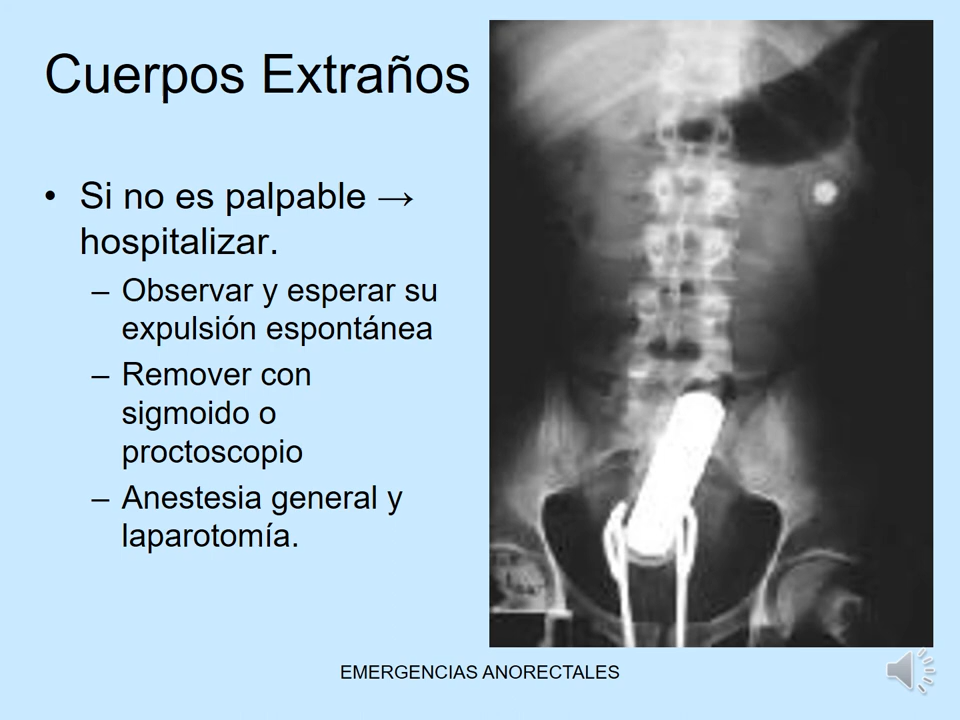 Cuerpos Extraños
• Si no es palpable →
hospitalizar.
– Observar y esperar su
expulsión espontánea
– Remover con
sigmoido o
proctoscopio
– Anestesia general y
laparotomía.
EMERGENCIAS ANORECTALES